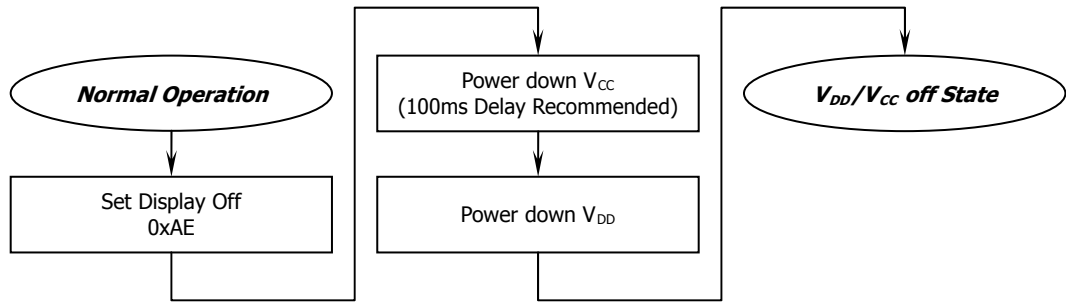 Normal Operation
Set Display Off
0xAE
Power down VCC
(100ms Delay Recommended)
Power down VDD
VDD/VCC off State